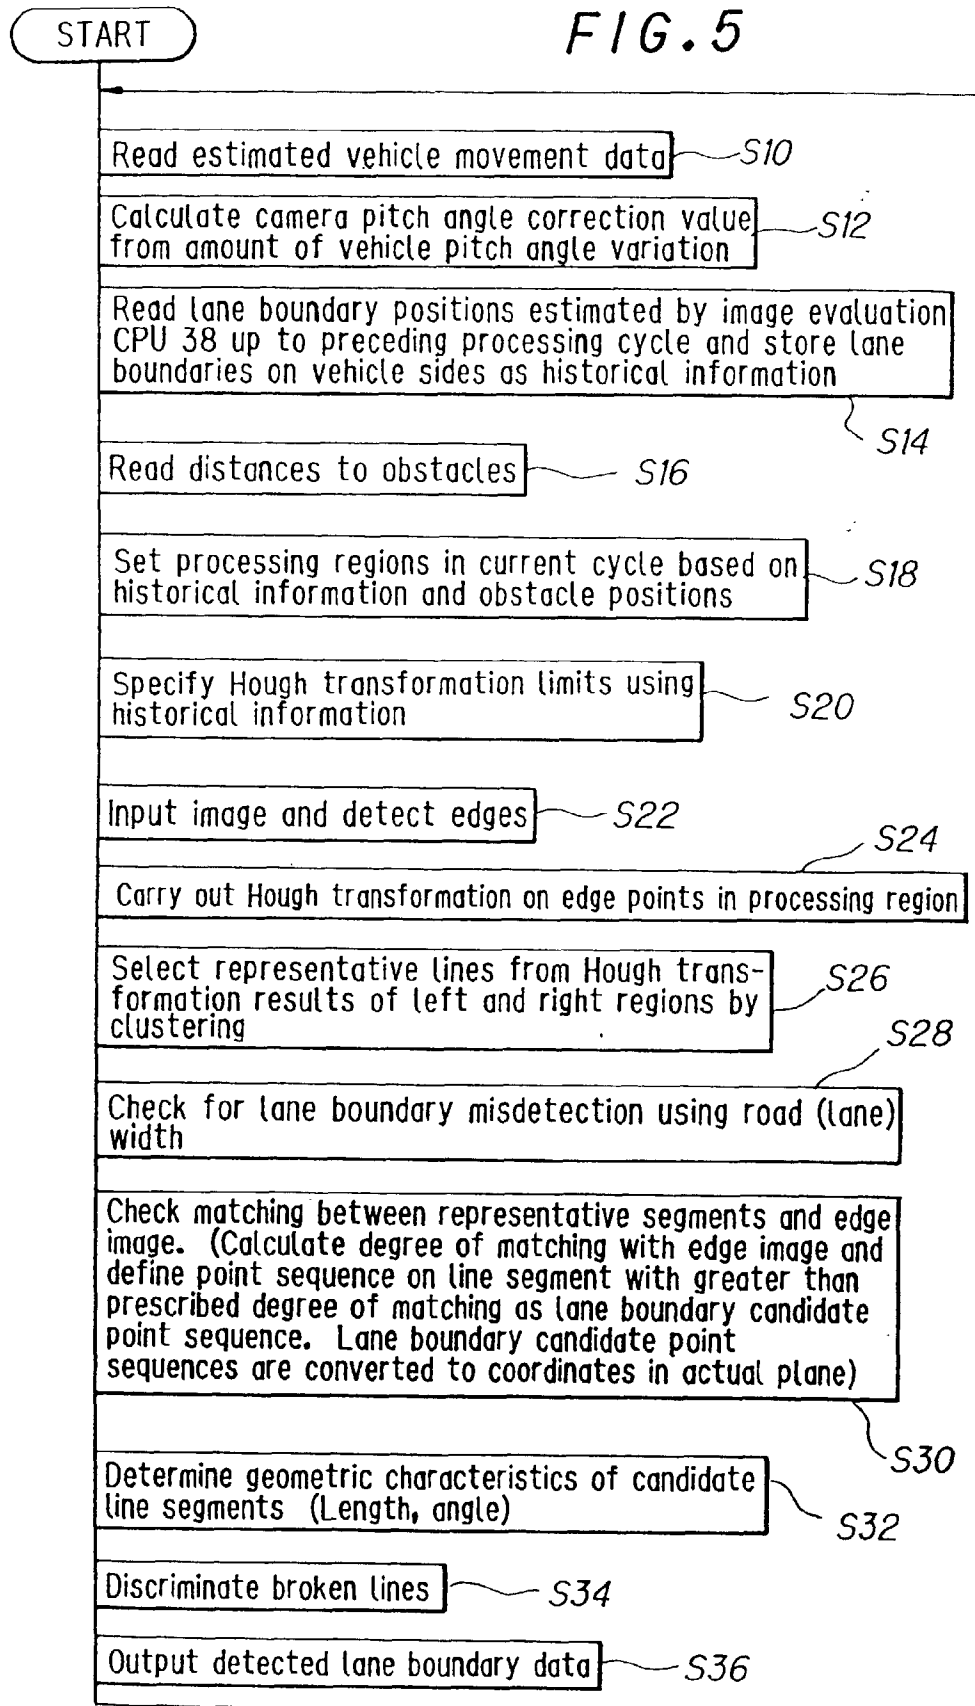 START
FIG.5
Read estimated vehicle movement data
S10
Calculate camera pitch angle correction value
from amount of vehicle pitch angle variation
S12
Read lane boundary positions estimated by image evaluation
CPU 38 up to preceding processing cycle and store lane
boundaries on vehicle sides as historical information
S14
Read distances to obstacles
S16
Set processing regions in current cycle based on
historical information and obstacle positions
S18
Specify Hough transformation limits using
historical information
S20
Input image and detect edges
S22
S24
Carry out Hough transformation on edge points in processing region
Select representative lines from Hough trans-
formation results of left and right regions by
clustering
S26
S28
Check for lane boundary misdetection using road (lane)
width
Check matching between representative segments and edge
image. (Calculate degree of matching with edge image and
define point sequence on line segment with greater than
prescribed degree of matching as lane boundary candidate
point sequence. Lane boundary candidate point
sequences are converted to coordinates in actual plane)
S30
Determine geometric characteristics of candidate
line segments (Length, angle)
S32
Discriminate broken lines
S34
Output detected lane boundary data
S36